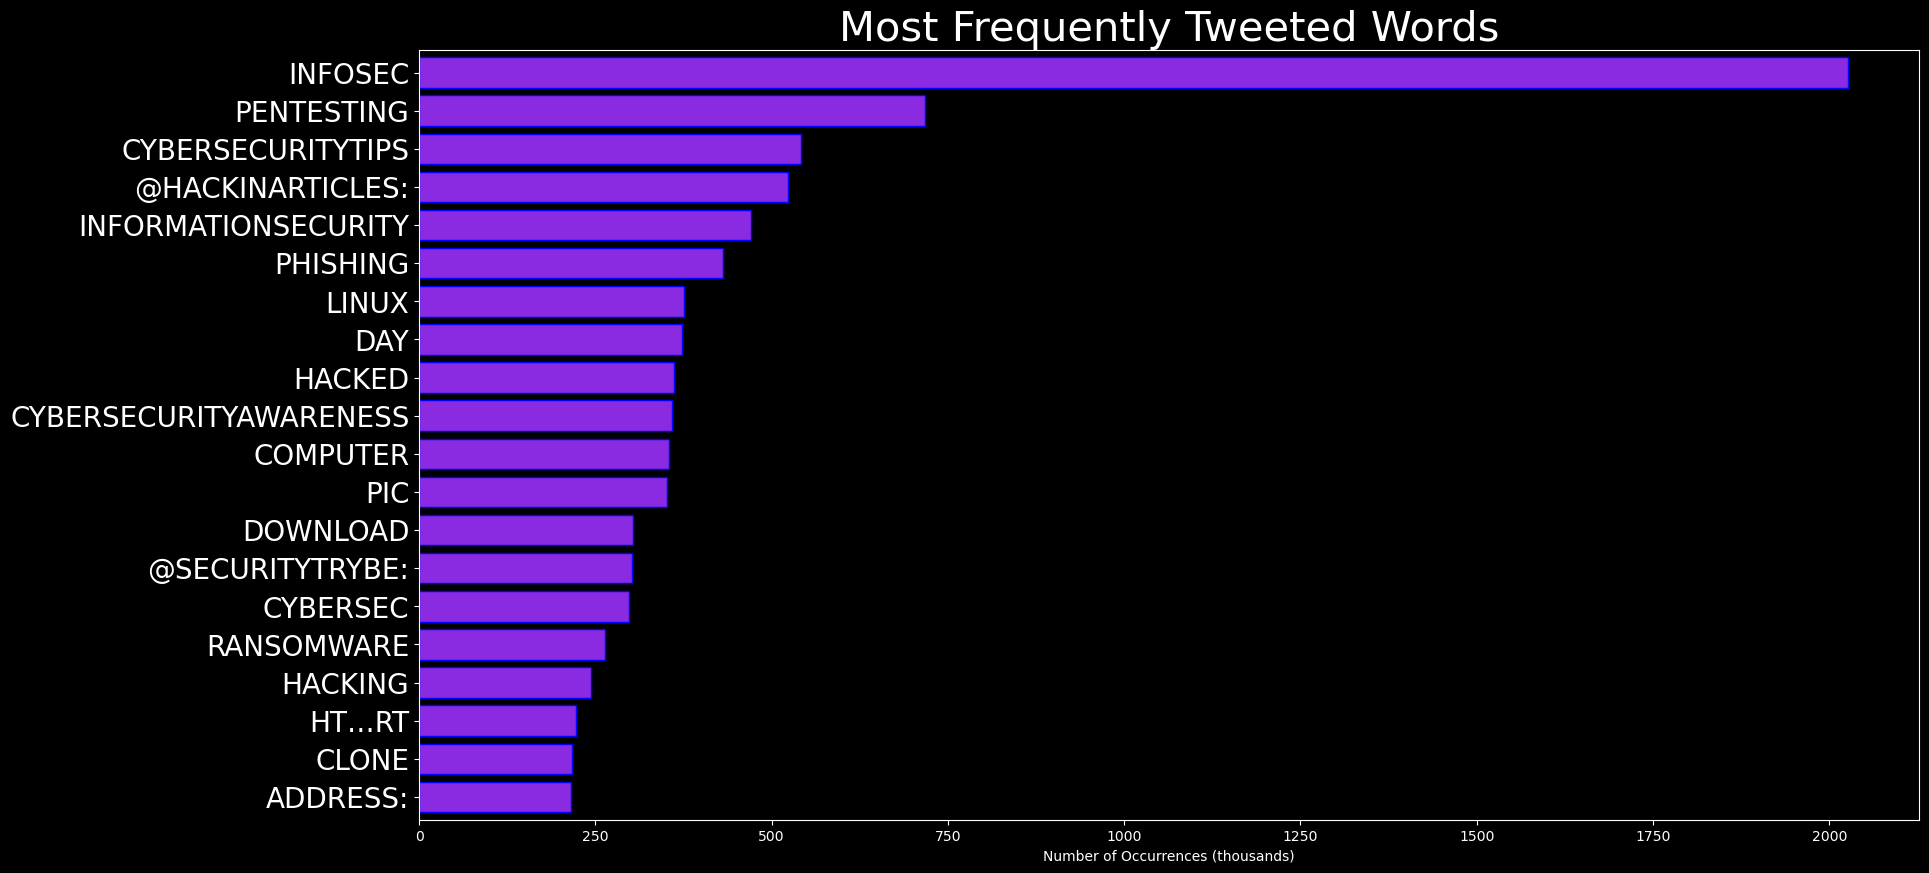 Most Frequently Tweeted Words
INFOSEC
PENTESTING
CYBERSECURITYTIPS
@HACKINARTICLES:
INFORMATIONSECURITY
PHISHING
LINUX
DAY
HACKED
CYBERSECURITYAWARENESS
COMPUTER
PIC
DOWNLOAD
@SECURITYTRYBE:
CYBERSEC
RANSOMWARE
HACKING
HT…RT
CLONE
ADDRESS:
0 250 500 750 1000 1250 1500 1750 2000
Number of Occurrences (thousands)